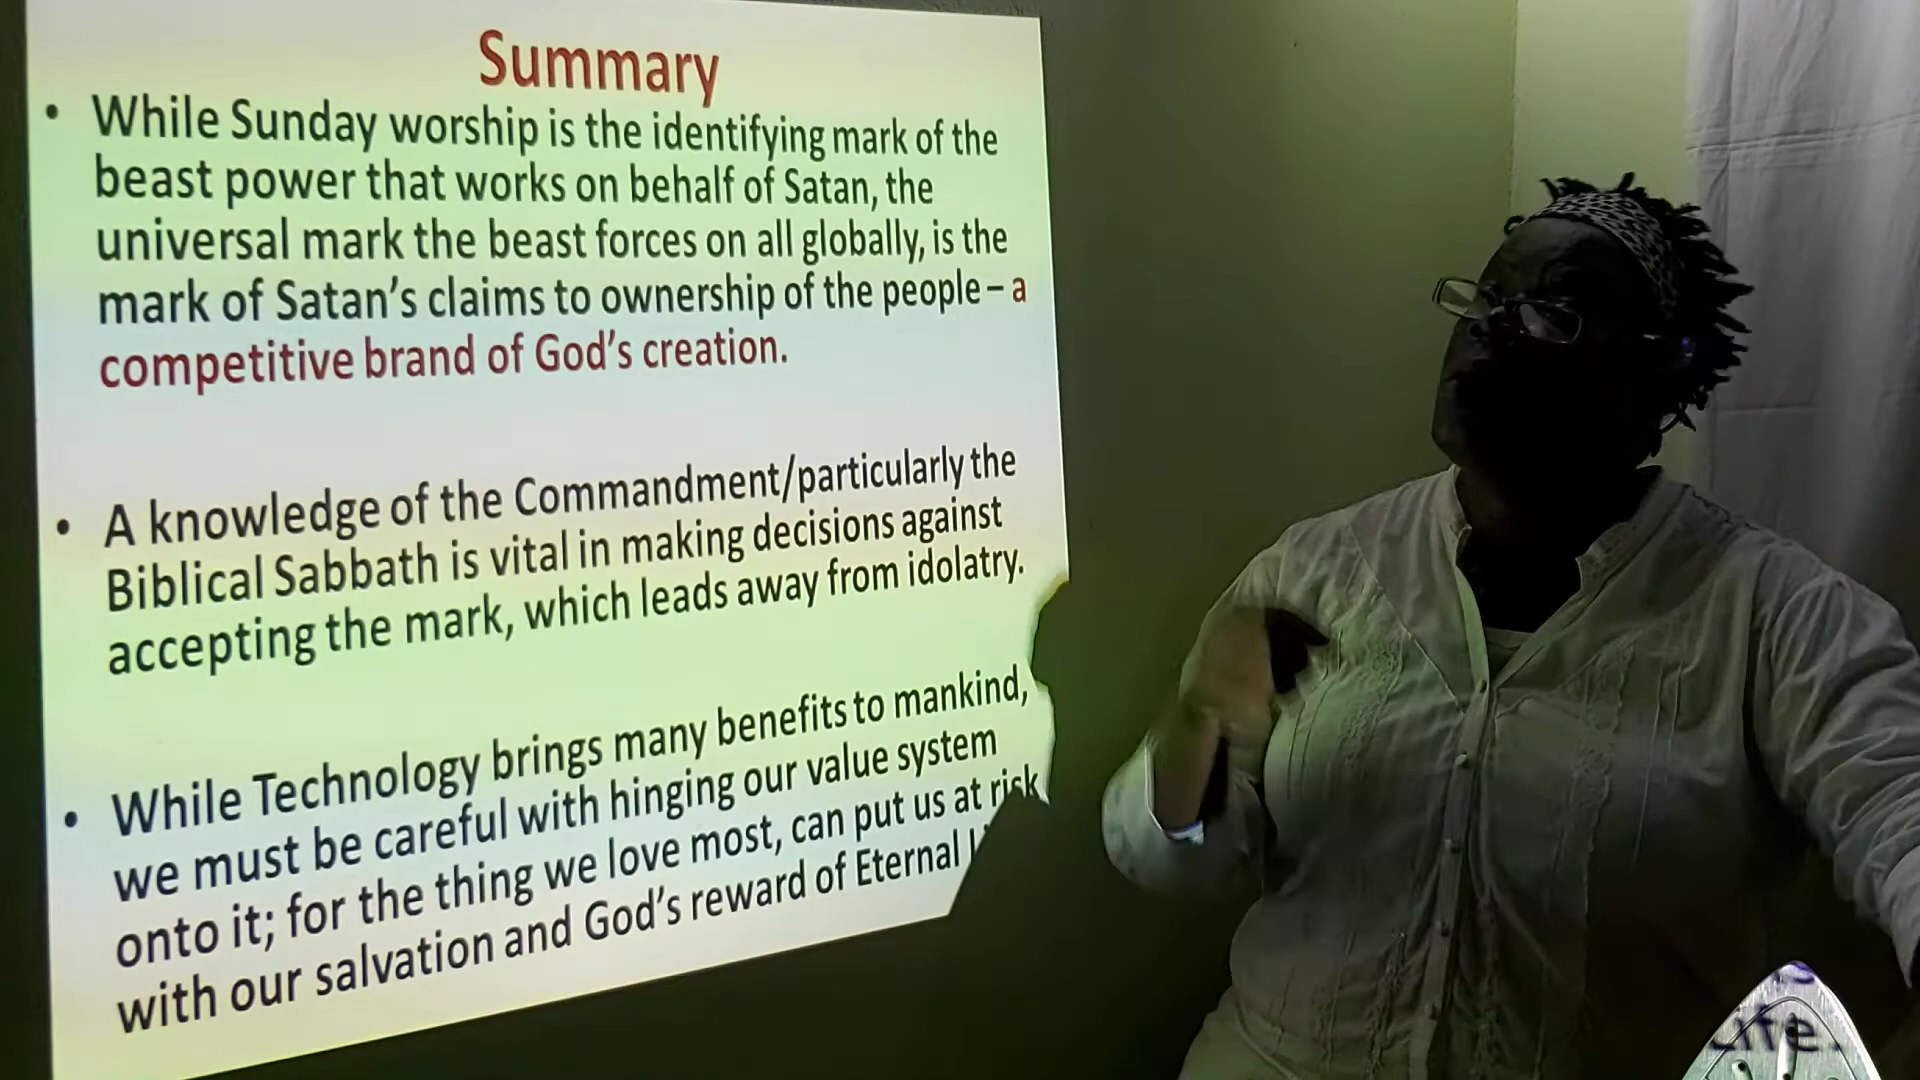 Summary
• While Sunday worship is the identifying mark of the
beast power that works on behalf of Satan, the
universal mark the beast forces on all globally, is the
mark of Satan's claims to ownership of the people – a
competitive brand of God's creation.
• A knowledge of the Commandment/particularly the
Biblical Sabbath is vital in making decisions against
accepting the mark, which leads away from idolatry.
• While Technology brings many benefits to mankind,
we must be careful with hinging our value system
onto it; for the thing we love most, can put us at risk
with our salvation and God's reward of Eternal
ife.